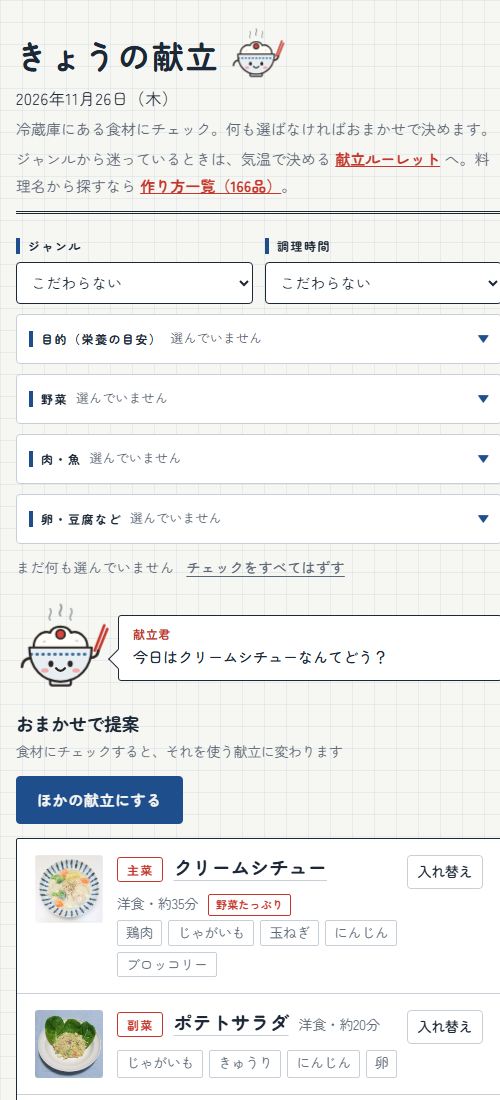 きょうの献立
2026年11月26日（木）
冷蔵庫にある食材にチェック。何も選ばなければおまかせで決めます。
ジャンルから迷っているときは、気温で決める 献立ルーレット へ。料
理名から探すなら 作り方一覧（166品）。
ジャンル
調理時間
こだわらない
こだわらない
目的（栄養の目安） 選んでいません
野菜 選んでいません
肉・魚 選んでいません
卵・豆腐など 選んでいません
まだ何も選んでいません チェックをすべてはずす
献立君
今日はクリームシチューなんてどう？
おまかせで提案
食材にチェックすると、それを使う献立に変わります
ほかの献立にする
主菜 クリームシチュー 入れ替え
洋食・約35分 野菜たっぷり
鶏肉 じゃがいも 玉ねぎ にんじん
ブロッコリー
副菜 ポテトサラダ 洋食・約20分 入れ替え
じゃがいも きゅうり にんじん 卵